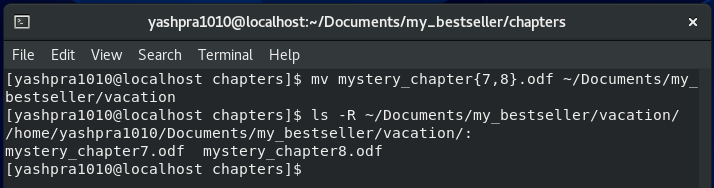 yashpra1010@localhost:~/Documents/my_bestseller/chapters
File Edit View Search Terminal Help
[yashpra1010@localhost chapters]$ mv mystery_chapter{7,8}.odf ~/Documents/my_
bestseller/vacation
[yashpra1010@localhost chapters]$ ls -R ~/Documents/my_bestseller/vacation/
/home/yashpra1010/Documents/my_bestseller/vacation/:
mystery_chapter7.odf  mystery_chapter8.odf
[yashpra1010@localhost chapters]$